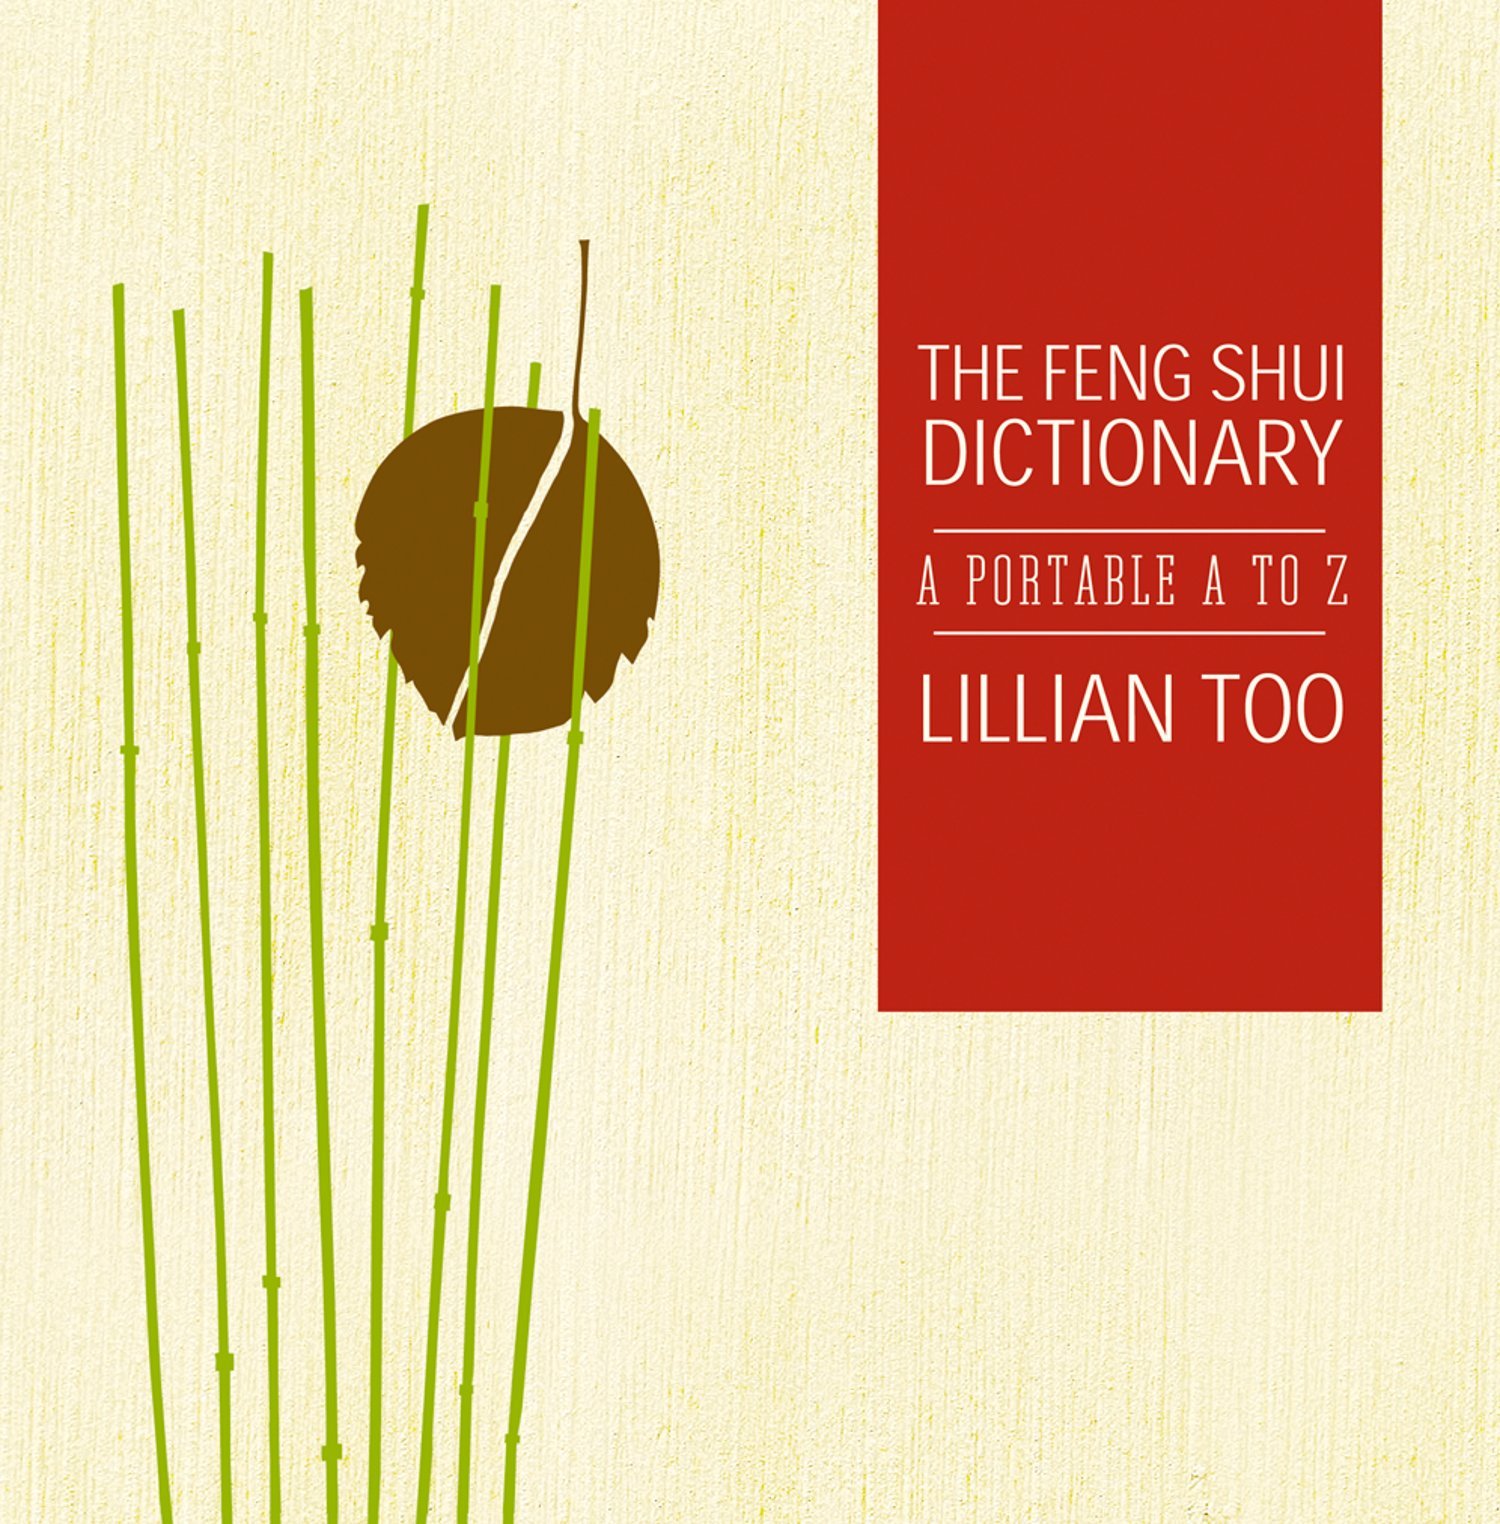 THE FENG SHUI
DICTIONARY
A PORTABLE A TO Z
LILLIAN TOO